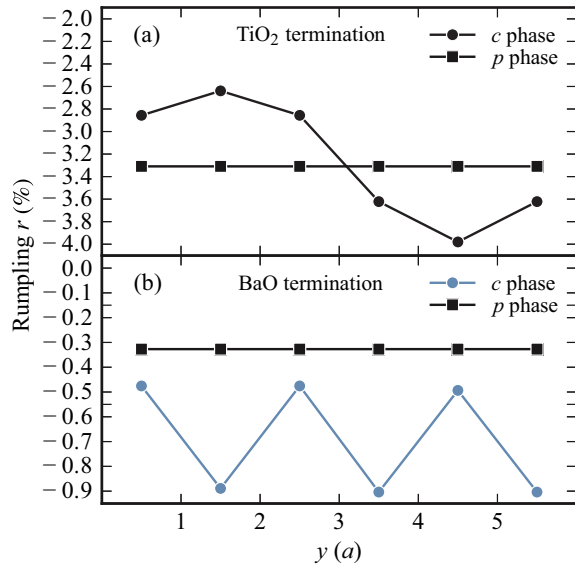 −2.0
−2.2
−2.4
−2.6
−2.8
−3.0
−3.2
−3.4
−3.6
−3.8
−4.0
(a)
TiO₂ termination
c phase
p phase
Rumpling r (%)
0.0
−0.1
−0.2
−0.3
−0.4
−0.5
−0.6
−0.7
−0.8
−0.9
(b)
BaO termination
c phase
p phase
1 2 3 4 5
y (a)